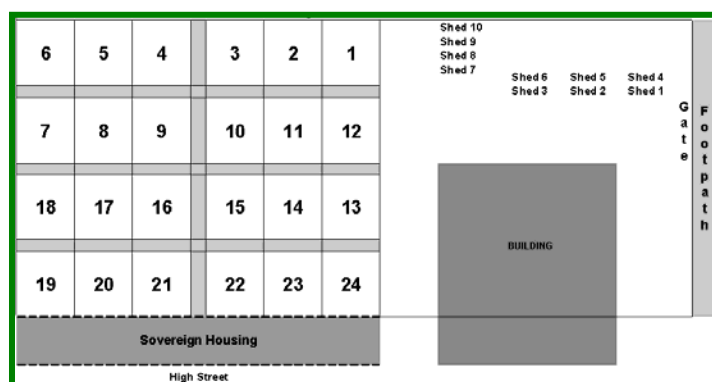 6 5 4 3 2 1
Shed 10
Shed 9
Shed 8
Shed 7
Shed 6 Shed 5 Shed 4
Shed 3 Shed 2 Shed 1
Gate
Footpath
7 8 9 10 11 12
18 17 16 15 14 13
BUILDING
19 20 21 22 23 24
Sovereign Housing
High Street